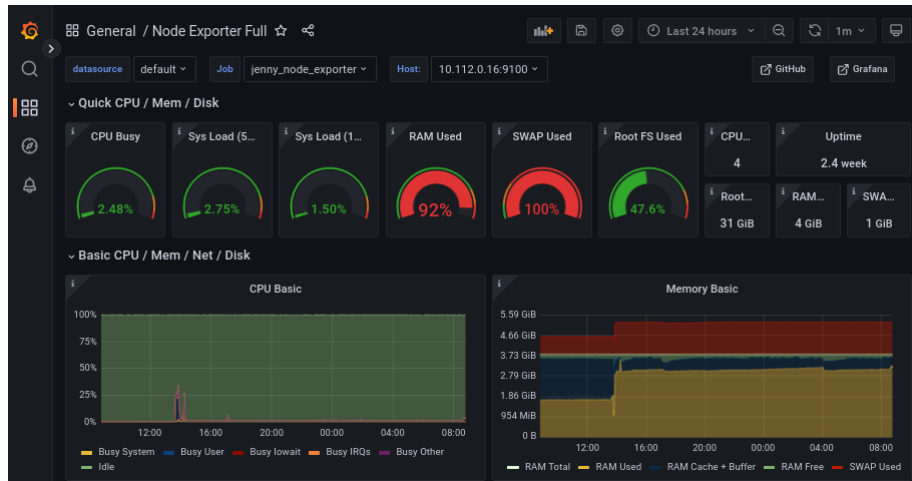 General / Node Exporter Full
Last 24 hours
1m
datasource default Job jenny_node_exporter Host: 10.112.0.16:9100 GitHub Grafana
Quick CPU / Mem / Disk
CPU Busy
2.48%
Sys Load (5...
2.75%
Sys Load (1...
1.50%
RAM Used
92%
SWAP Used
100%
Root FS Used
47.6%
CPU...
4
Uptime
2.4 week
Root...
31 GiB
RAM...
4 GiB
SWA...
1 GiB
Basic CPU / Mem / Net / Disk
CPU Basic
100%
75%
50%
25%
0%
12:00 16:00 20:00 00:00 04:00 08:00
Busy System Busy User Busy Iowait Busy IRQs Busy Other
Idle
Memory Basic
5.59 GiB
4.66 GiB
3.73 GiB
2.79 GiB
1.86 GiB
954 MiB
0 B
12:00 16:00 20:00 00:00 04:00 08:00
RAM Total RAM Used RAM Cache + Buffer RAM Free SWAP Used